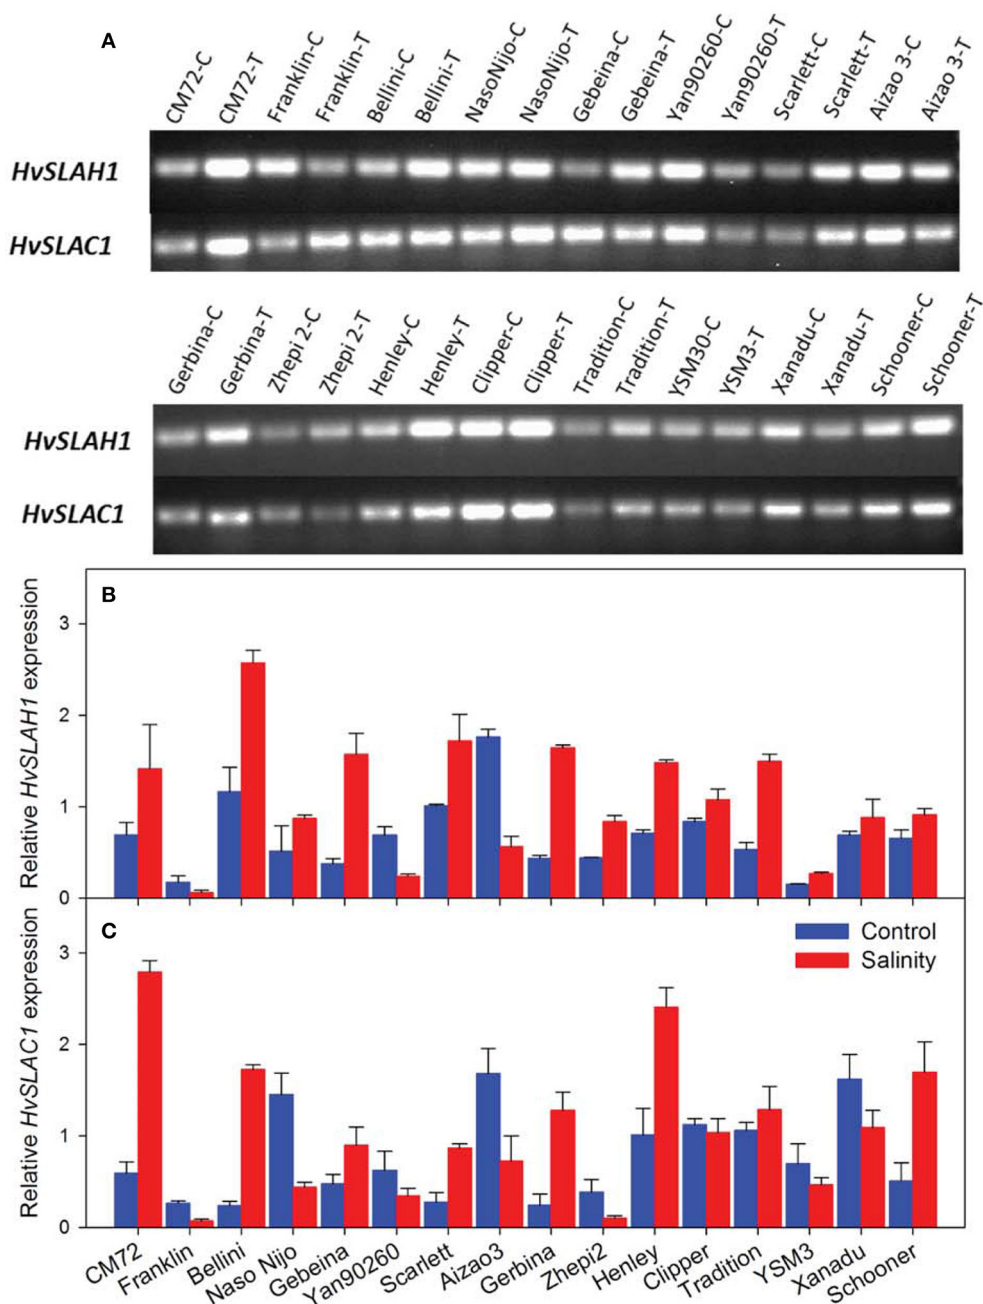 A
CM72-C
CM72-T
Franklin-C
Franklin-T
Bellini-C
Bellini-T
NasoNijo-C
NasoNijo-T
Gebeina-C
Gebeina-T
Yan90260-C
Yan90260-T
Scarlett-C
Scarlett-T
Aizao 3-C
Aizao 3-T
HvSLAH1
HvSLAC1
Gerbina-C
Gerbina-T
Zhepi 2-C
Zhepi 2-T
Henley-C
Henley-T
Clipper-C
Clipper-T
Tradition-C
Tradition-T
YSM30-C
YSM3-T
Xanadu-C
Xanadu-T
Schooner-C
Schooner-T
HvSLAH1
HvSLAC1
B
Relative HvSLAH1 expression
3
2
1
0
C
Control
Salinity
Relative HvSLAC1 expression
3
2
1
0
CM72
Franklin
Bellini
Naso Nijo
Gebeina
Yan90260
Scarlett
Aizao3
Gerbina
Zhepi2
Henley
Clipper
Tradition
YSM3
Xanadu
Schooner